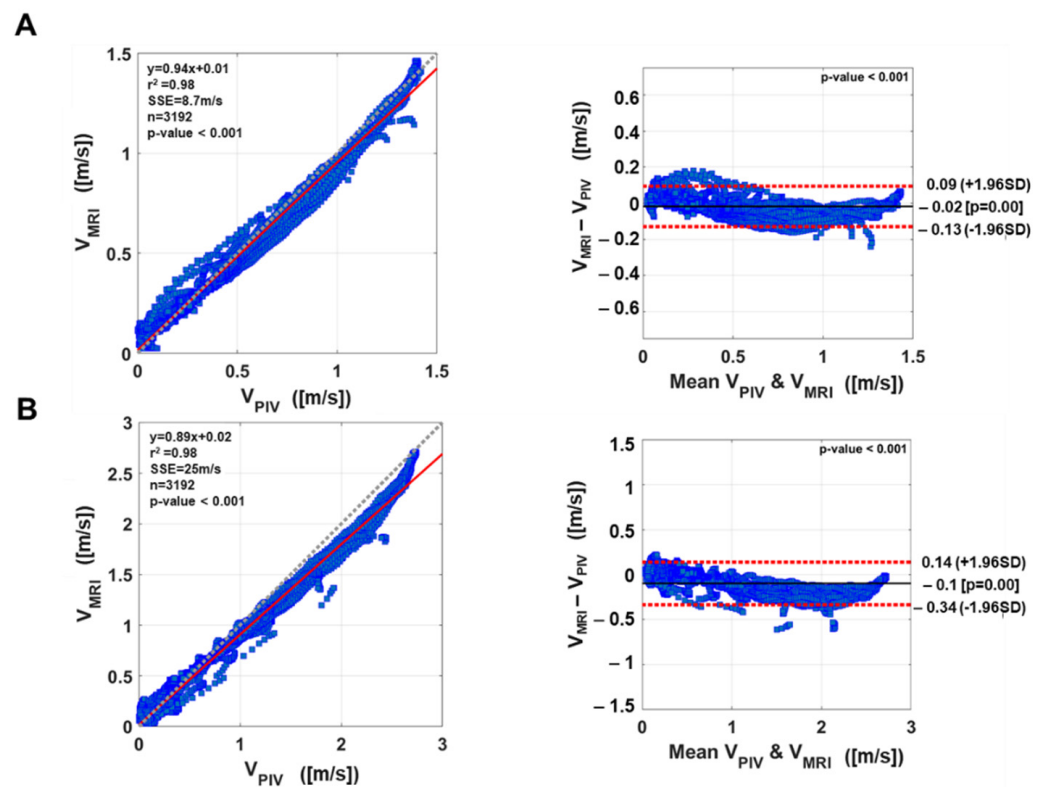 A
1.5
1
0.5
0
y=0.94x+0.01
r² =0.98
SSE=8.7m/s
n=3192
p-value < 0.001
V_MRI ([m/s])
0
0.5
1
1.5
V_PIV ([m/s])
p-value < 0.001
0.6
0.4
0.2
0
– 0.2
– 0.4
– 0.6
V_MRI – V_PIV ([m/s])
0.09 (+1.96SD)
– 0.02 [p=0.00]
– 0.13 (-1.96SD)
0
0.5
1
1.5
Mean V_PIV & V_MRI ([m/s])
B
3
2.5
2
1.5
1
0.5
0
y=0.89x+0.02
r² =0.98
SSE=25m/s
n=3192
p-value < 0.001
V_MRI ([m/s])
0
1
2
3
V_PIV ([m/s])
p-value < 0.001
1.5
1
0.5
0
– 0.5
– 1
– 1.5
V_MRI – V_PIV ([m/s])
0.14 (+1.96SD)
– 0.1 [p=0.00]
– 0.34 (-1.96SD)
0
1
2
3
Mean V_PIV & V_MRI ([m/s])